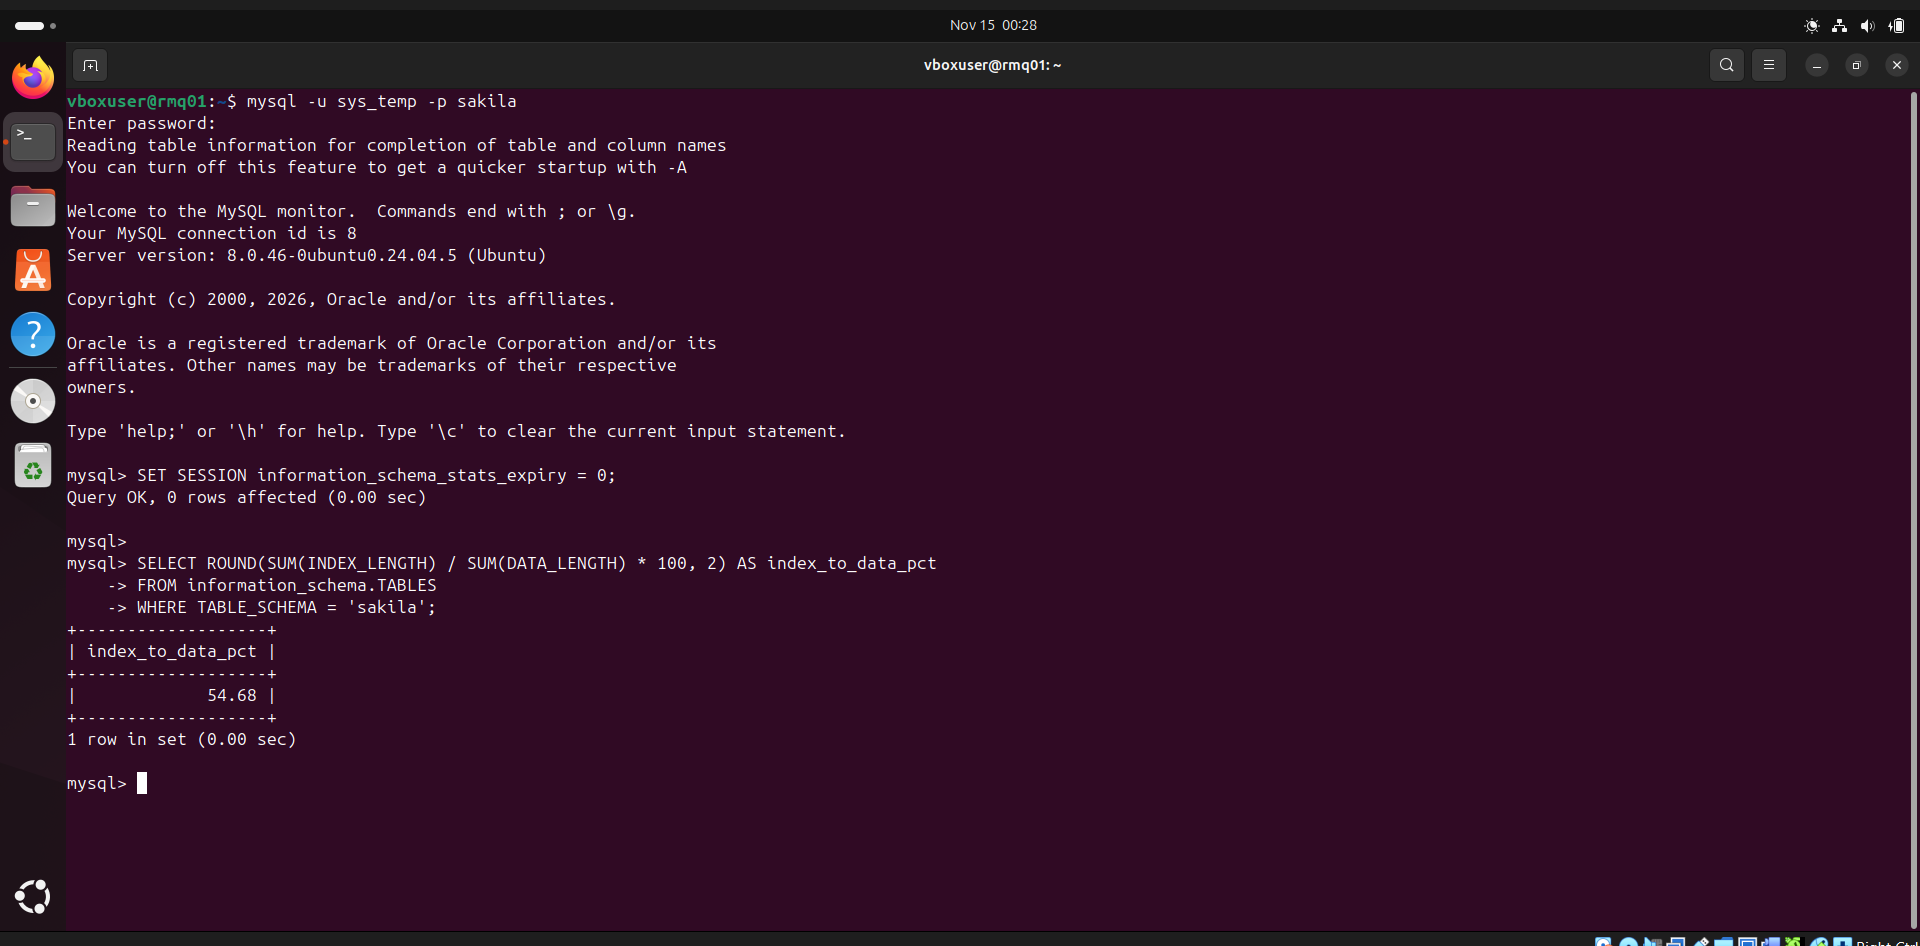 Nov 15 00:28
vboxuser@rmq01: ~
vboxuser@rmq01:~$ mysql -u sys_temp -p sakila
Enter password:
Reading table information for completion of table and column names
You can turn off this feature to get a quicker startup with -A
Welcome to the MySQL monitor.  Commands end with ; or \g.
Your MySQL connection id is 8
Server version: 8.0.46-0ubuntu0.24.04.5 (Ubuntu)
Copyright (c) 2000, 2026, Oracle and/or its affiliates.
Oracle is a registered trademark of Oracle Corporation and/or its
affiliates. Other names may be trademarks of their respective
owners.
Type 'help;' or '\h' for help. Type '\c' to clear the current input statement.
mysql> SET SESSION information_schema_stats_expiry = 0;
Query OK, 0 rows affected (0.00 sec)
mysql>
mysql> SELECT ROUND(SUM(INDEX_LENGTH) / SUM(DATA_LENGTH) * 100, 2) AS index_to_data_pct
    -> FROM information_schema.TABLES
    -> WHERE TABLE_SCHEMA = 'sakila';
+-------------------+
| index_to_data_pct |
+-------------------+
|             54.68 |
+-------------------+
1 row in set (0.00 sec)
mysql>
Right Ctrl